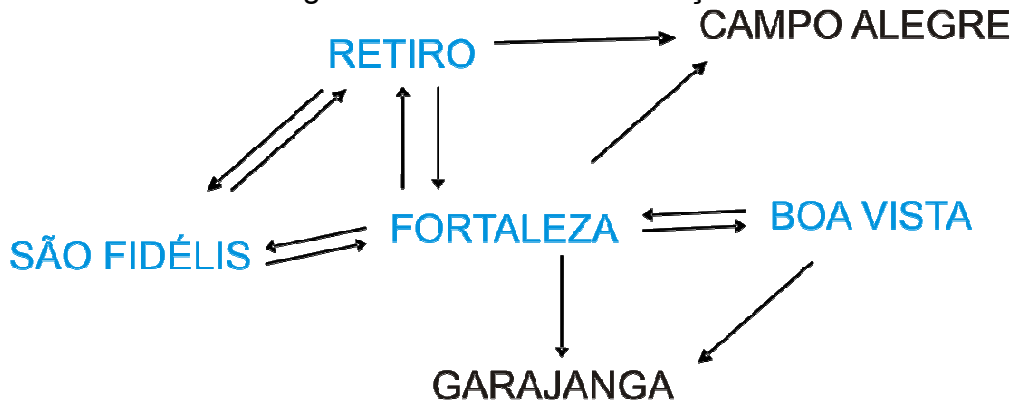 CAMPO ALEGRE
RETIRO
FORTALEZA
BOA VISTA
SÃO FIDÉLIS
GARAJANGA